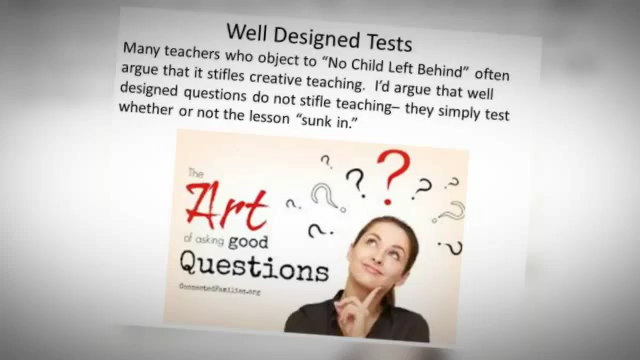 Well Designed Tests
Many teachers who object to “No Child Left Behind” often
argue that it stifles creative teaching.  I’d argue that well
designed questions do not stifle teaching– they simply test
whether or not the lesson “sunk in.”
The
Art
of asking good
Questions
ConnectedFamilies.org